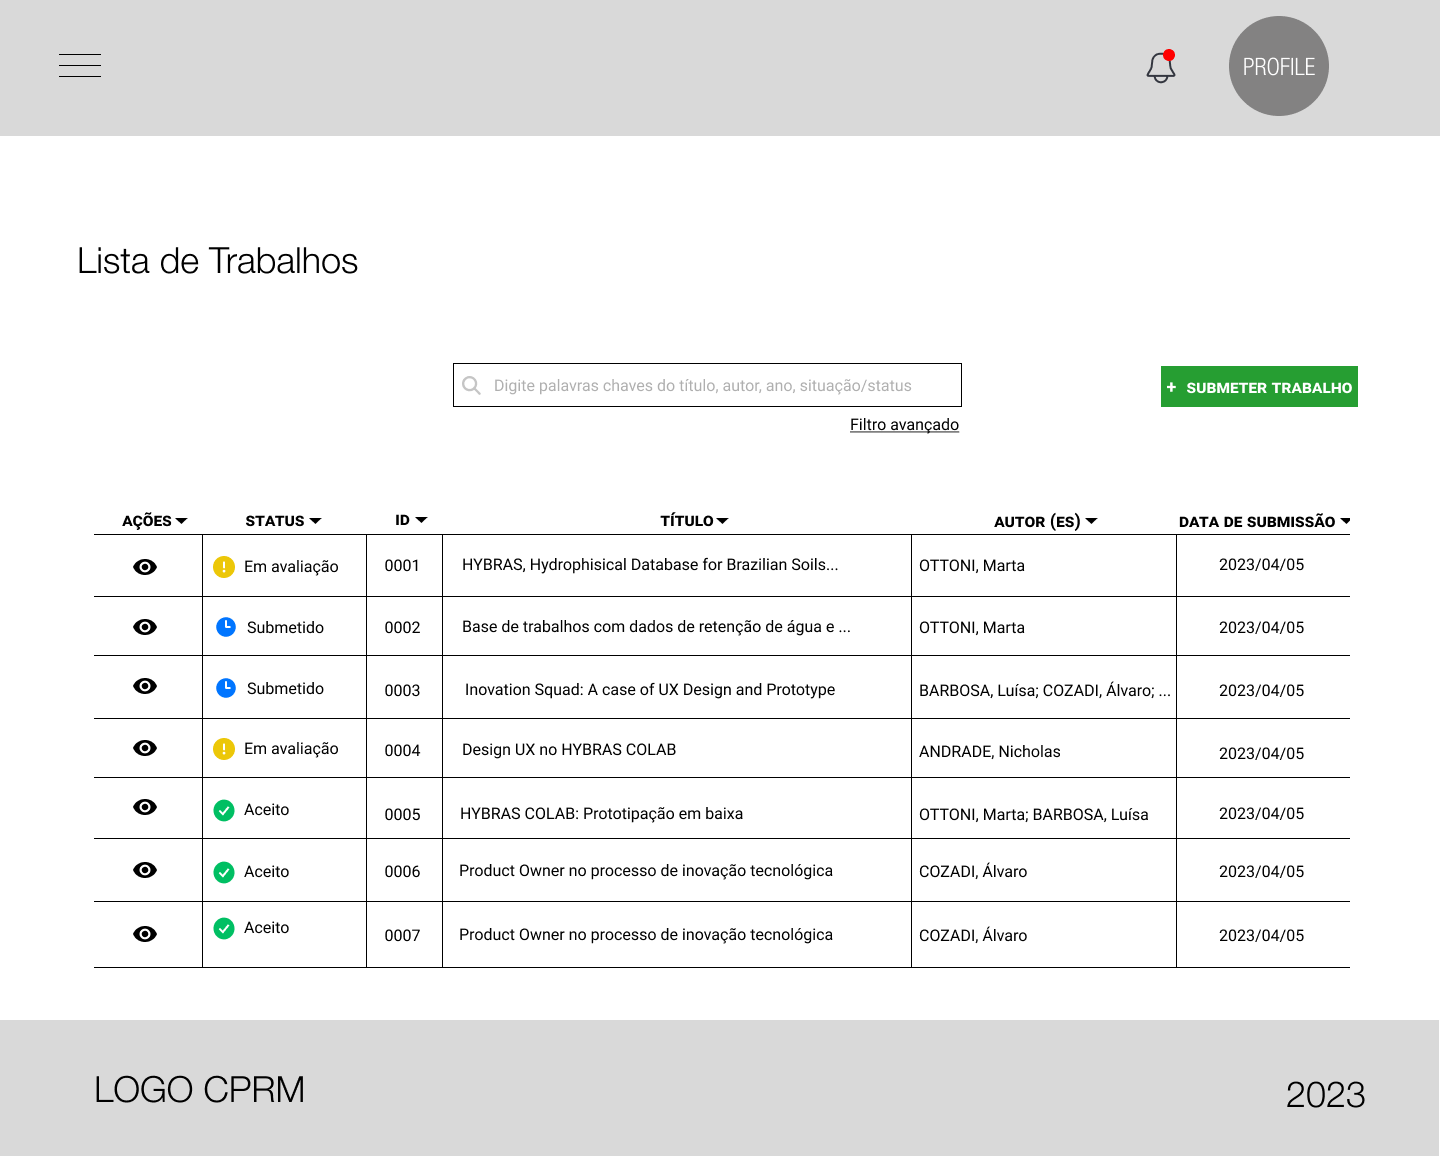 PROFILE
Lista de Trabalhos
Digite palavras chaves do título, autor, ano, situação/status
+ SUBMETER TRABALHO
Filtro avançado
AÇÕES STATUS ID TÍTULO AUTOR (ES) DATA DE SUBMISSÃO
Em avaliação 0001 HYBRAS, Hydrophisical Database for Brazilian Soils... OTTONI, Marta 2023/04/05
Submetido 0002 Base de trabalhos com dados de retenção de água e ... OTTONI, Marta 2023/04/05
Submetido 0003 Inovation Squad: A case of UX Design and Prototype BARBOSA, Luísa; COZADI, Álvaro; ... 2023/04/05
Em avaliação 0004 Design UX no HYBRAS COLAB ANDRADE, Nicholas 2023/04/05
Aceito 0005 HYBRAS COLAB: Prototipação em baixa OTTONI, Marta; BARBOSA, Luísa 2023/04/05
Aceito 0006 Product Owner no processo de inovação tecnológica COZADI, Álvaro 2023/04/05
Aceito 0007 Product Owner no processo de inovação tecnológica COZADI, Álvaro 2023/04/05
LOGO CPRM
2023